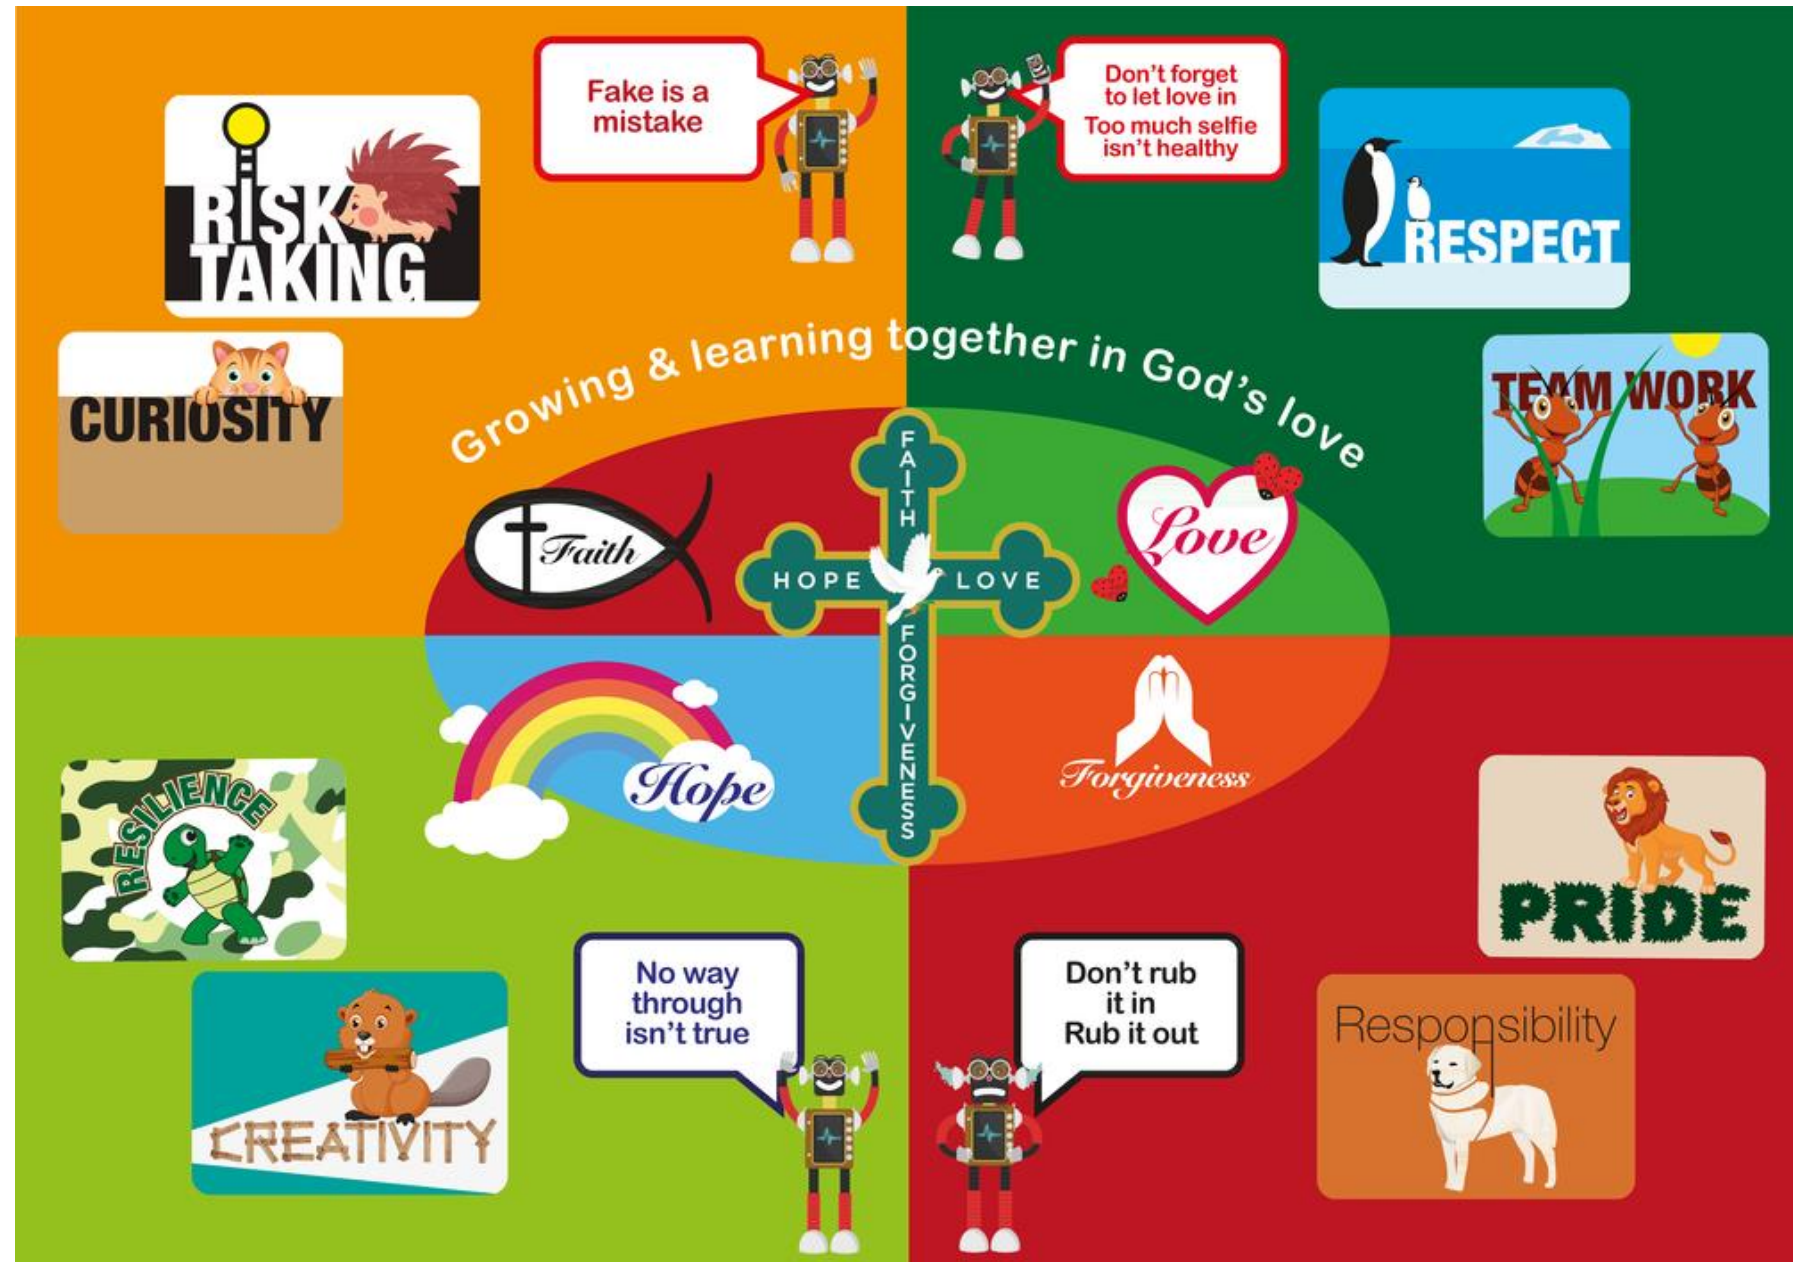 Fake is a
mistake
Don't forget
to let love in
Too much selfie
isn't healthy
RISK
TAKING
RESPECT
CURIOSITY
TEAM WORK
Growing & learning together in God's love
Faith
FAITH
HOPE
LOVE
FORGIVENESS
Love
Hope
Forgiveness
RESILIENCE
PRIDE
CREATIVITY
No way
through
isn't true
Don't rub
it in
Rub it out
Responsibility